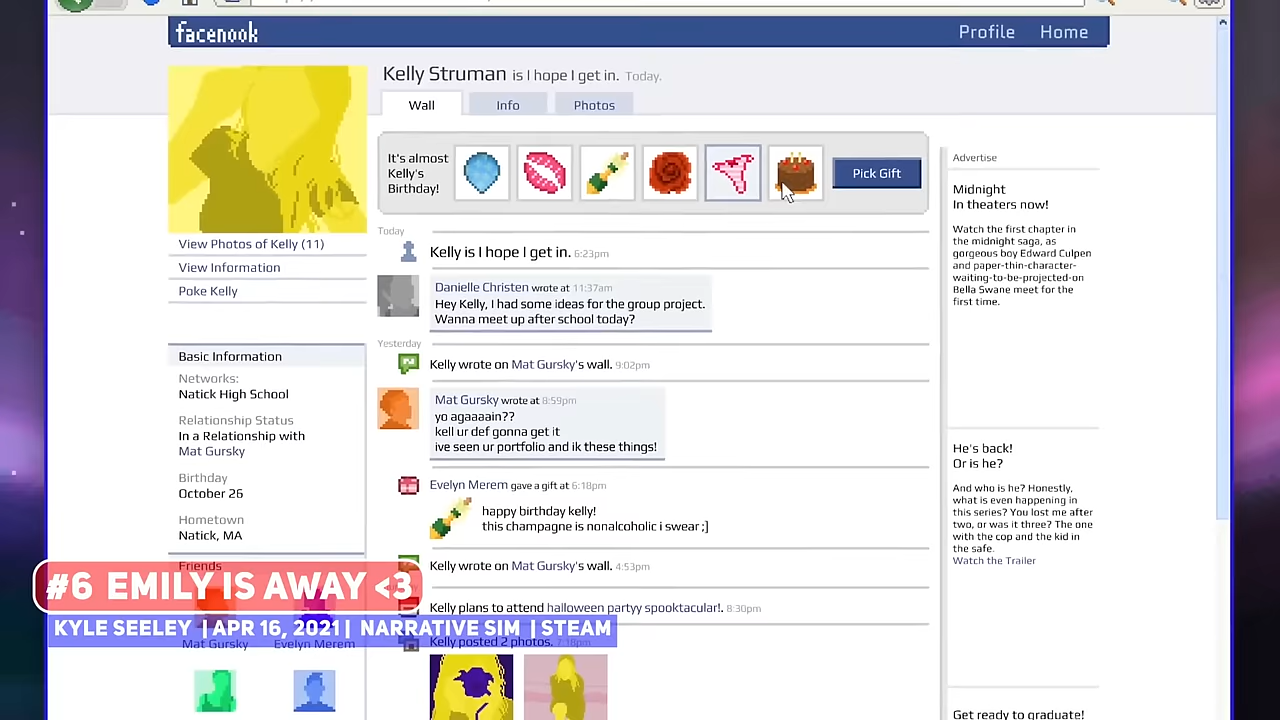 facenook
Profile Home
Kelly Struman is I hope I get in. Today.
Wall Info Photos
It's almost
Kelly's
Birthday!
Pick Gift
View Photos of Kelly (11)
View Information
Poke Kelly
Basic Information
Networks:
Natick High School
Relationship Status
In a Relationship with
Mat Gursky
Birthday
October 26
Hometown
Natick, MA
Friends
Mat Gursky Evelyn Merem
Today
Kelly is I hope I get in. 6:23pm
Danielle Christen wrote at 11:37am
Hey Kelly, I had some ideas for the group project.
Wanna meet up after school today?
Yesterday
Kelly wrote on Mat Gursky's wall. 9:02pm
Mat Gursky wrote at 8:59pm
yo agaaaain??
kell ur def gonna get it
ive seen ur portfolio and ik these things!
Evelyn Merem gave a gift at 6:18pm
happy birthday kelly!
this champagne is nonalcoholic i swear ;]
Kelly wrote on Mat Gursky's wall. 4:53pm
Kelly plans to attend halloween partyy spooktacular!. 8:30pm
Kelly posted 2 photos. 7:18pm
Advertise
Midnight
In theaters now!
Watch the first chapter in
the midnight saga, as
gorgeous boy Edward Culpen
and paper-thin-character-
waiting-to-be-projected-on
Bella Swane meet for the
first time.
He's back!
Or is he?
And who is he? Honestly,
what is even happening in
this series? You lost me after
two, or was it three? The one
with the cop and the kid in
the safe.
Watch the Trailer
Get ready to graduate!
#6 EMILY IS AWAY <3
KYLE SEELEY | APR 16, 2021 | NARRATIVE SIM | STEAM